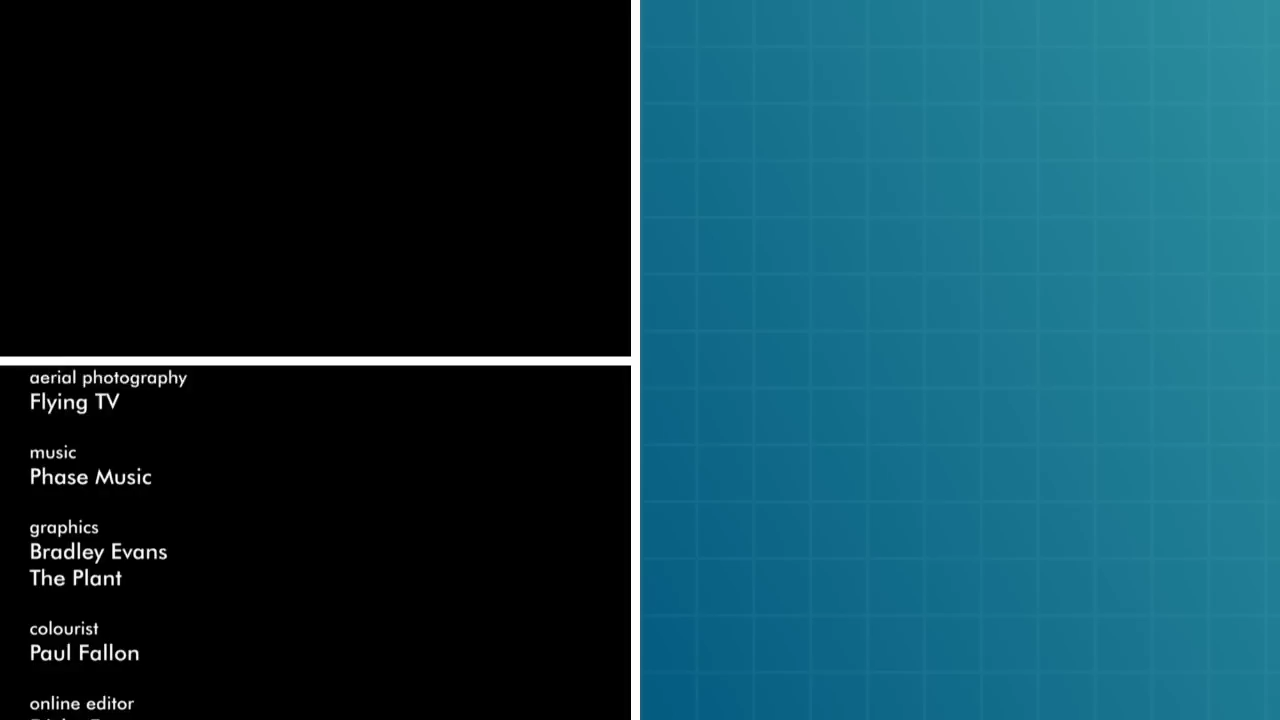 aerial photography
Flying TV
music
Phase Music
graphics
Bradley Evans
The Plant
colourist
Paul Fallon
online editor